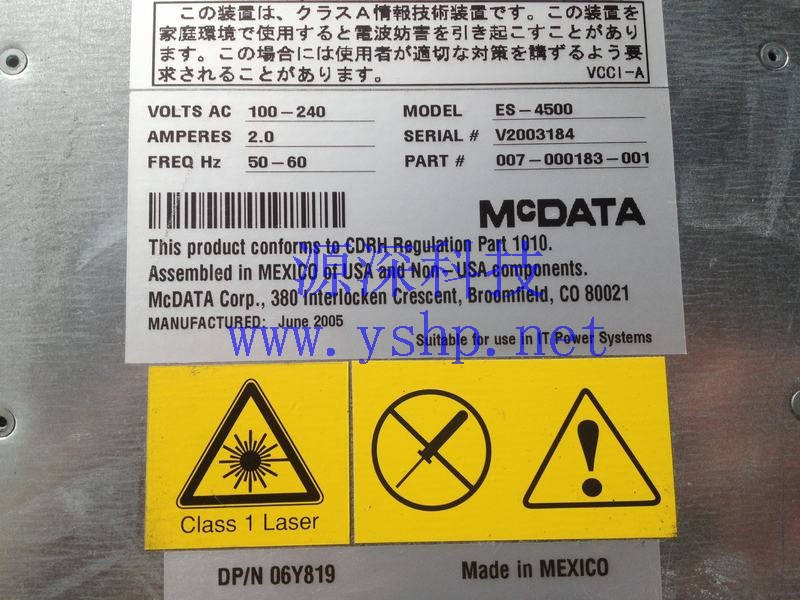 この装置は、クラスA情報技術装置です。この装置を
家庭環境で使用すると電波妨害を引き起こすことがあり
ます。この場合には使用者が適切な対策を講ずるよう要
求されることがあります。
VCCI-A
VOLTS AC 100-240 MODEL ES-4500
AMPERES 2.0 SERIAL # V2003184
FREQ Hz 50-60 PART # 007-000183-001
McDATA
This product conforms to CDRH Regulation Part 1010.
源深科技
Assembled in MEXICO of USA and Non-USA components.
McDATA Corp., 380 Interlocken Crescent, Broomfield, CO 80021
MANUFACTURED: June 2005
www.yshp.net
Suitable for use in IT Power Systems
Class 1 Laser
DP/N 06Y819 Made in MEXICO